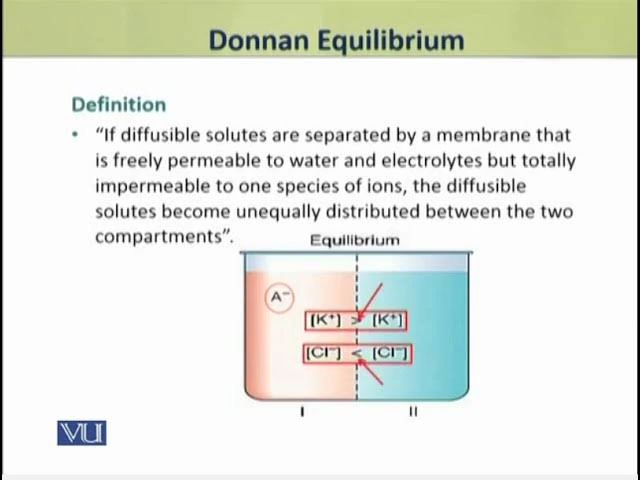 Donnan Equilibrium
Definition
• "If diffusible solutes are separated by a membrane that
is freely permeable to water and electrolytes but totally
impermeable to one species of ions, the diffusible
solutes become unequally distributed between the two
compartments".
Equilibrium
A⁻
[K⁺] > [K⁺]
[Cl⁻] < [Cl⁻]
I II
VU